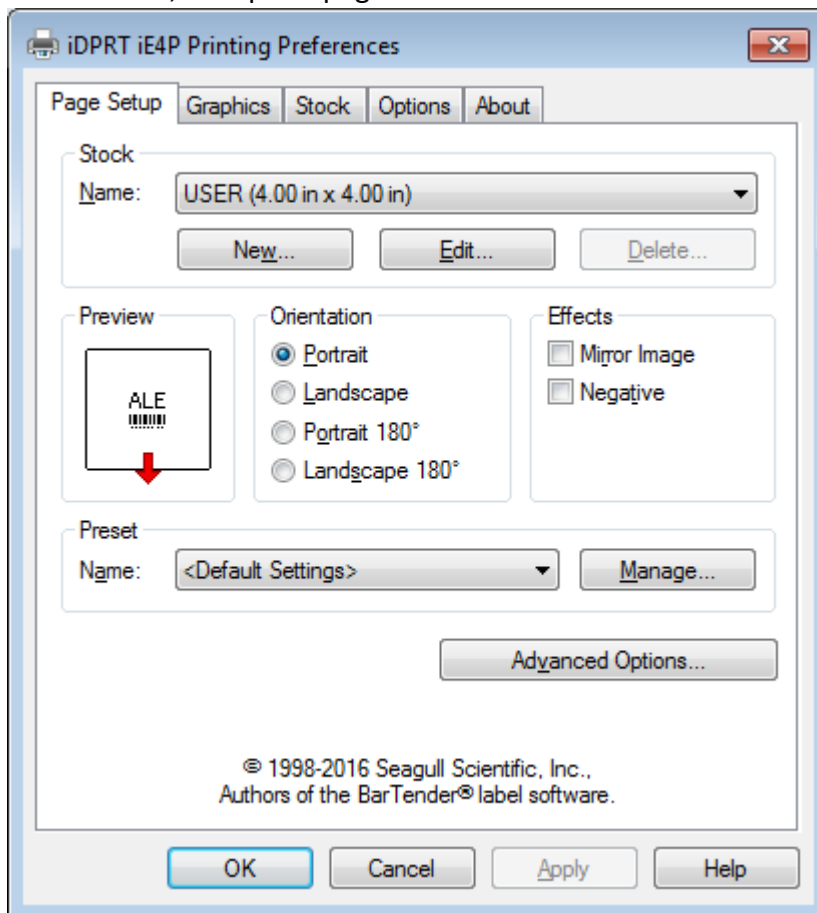 iDPRT iE4P Printing Preferences
Page Setup Graphics Stock Options About
Stock
Name: USER (4.00 in x 4.00 in)
New... Edit... Delete...
Preview
ALE
Orientation
Portrait
Landscape
Portrait 180°
Landscape 180°
Effects
Mirror Image
Negative
Preset
Name: <Default Settings> Manage...
Advanced Options...
© 1998-2016 Seagull Scientific, Inc.,
Authors of the BarTender® label software.
OK Cancel Apply Help